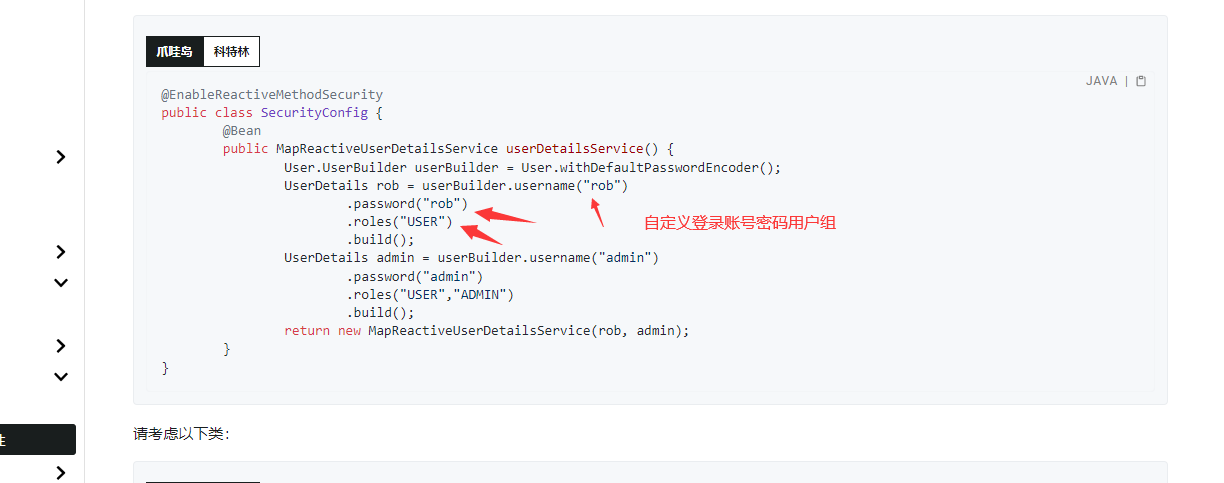 爪哇岛 科特林
JAVA |
@EnableReactiveMethodSecurity
public class SecurityConfig {
@Bean
public MapReactiveUserDetailsService userDetailsService() {
User.UserBuilder userBuilder = User.withDefaultPasswordEncoder();
UserDetails rob = userBuilder.username("rob")
.password("rob")
.roles("USER")
自定义登录账号密码用户组
.build();
UserDetails admin = userBuilder.username("admin")
.password("admin")
.roles("USER","ADMIN")
.build();
return new MapReactiveUserDetailsService(rob, admin);
}
}
请考虑以下类：